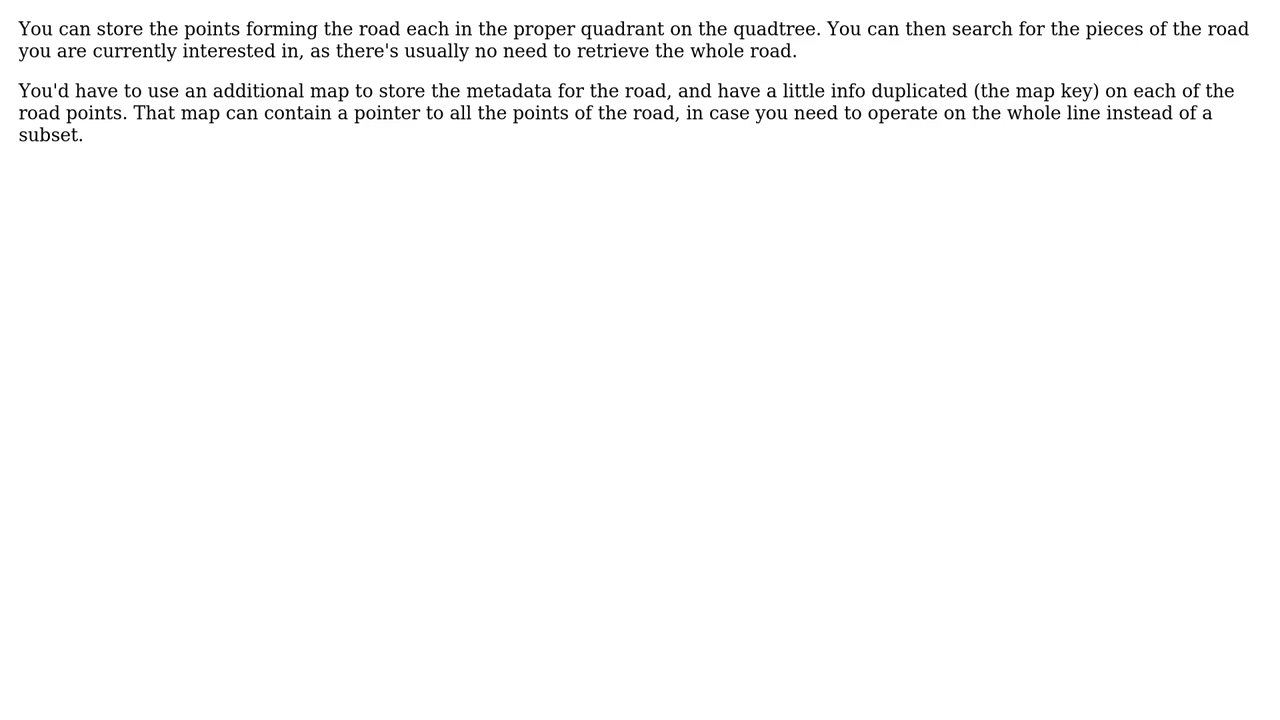 You can store the points forming the road each in the proper quadrant on the quadtree. You can then search for the pieces of the road
you are currently interested in, as there's usually no need to retrieve the whole road.
You'd have to use an additional map to store the metadata for the road, and have a little info duplicated (the map key) on each of the
road points. That map can contain a pointer to all the points of the road, in case you need to operate on the whole line instead of a
subset.